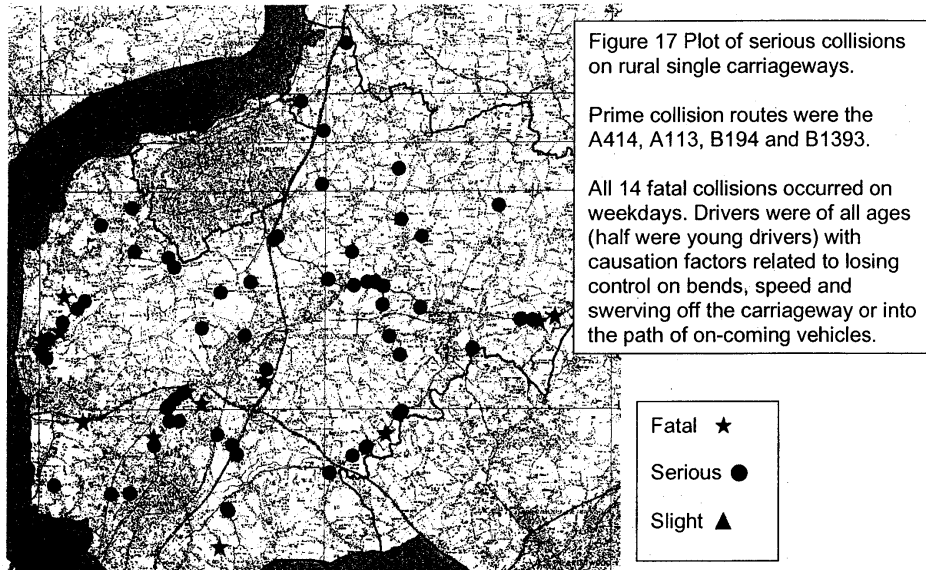 Figure 17 Plot of serious collisions
on rural single carriageways.
Prime collision routes were the
A414, A113, B194 and B1393.
All 14 fatal collisions occurred on
weekdays. Drivers were of all ages
(half were young drivers) with
causation factors related to losing
control on bends, speed and
swerving off the carriageway or into
the path of on-coming vehicles.
Fatal
Serious
Slight